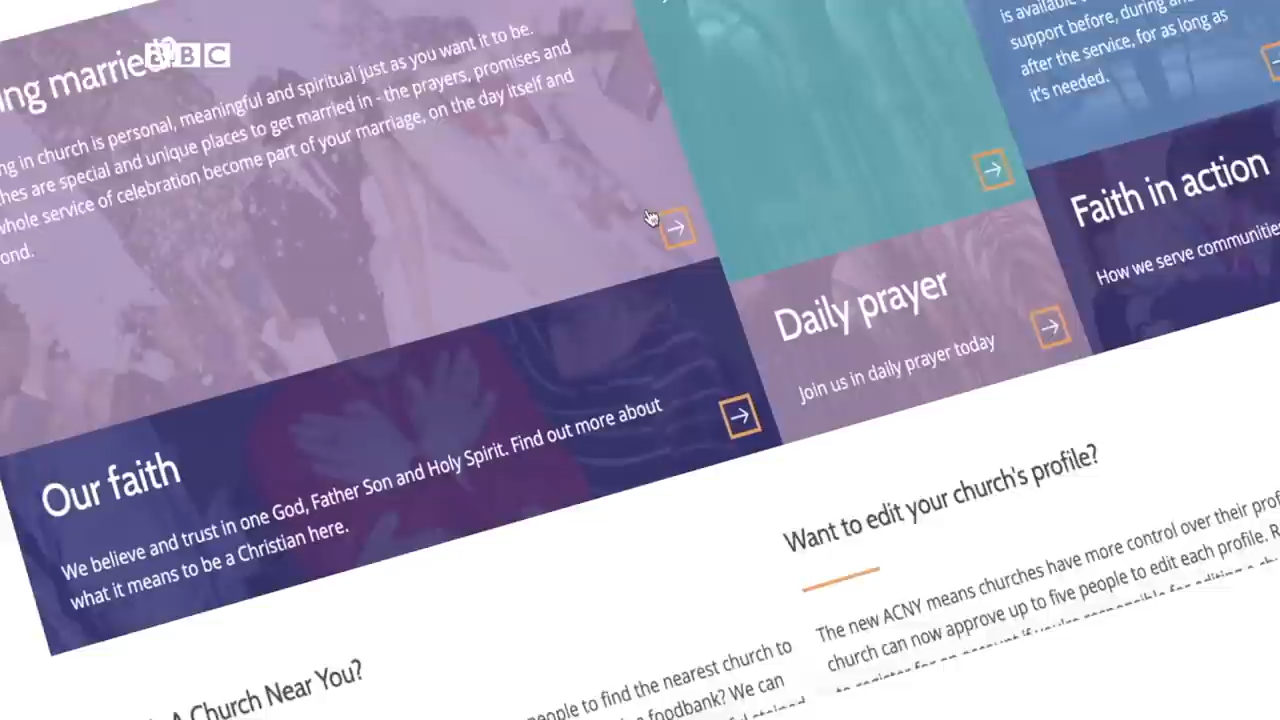 BBC
married?
in church is personal, meaningful and spiritual just as you want it to be.
are special and unique places to get married in - the prayers, promises and
whole service of celebration become part of your marriage, on the day itself and
is available
support before, during and
after the service, for as long as
it's needed.
Faith in action
How we serve communities
Daily prayer
Join us in daily prayer today
Our faith
We believe and trust in one God, Father Son and Holy Spirit. Find out more about
what it means to be a Christian here.
Want to edit your church's profile?
The new ACNY means churches have more control over their
church can now approve up to five people to edit each profile.
A Church Near You?
people to find the nearest church to
foodbank? We can